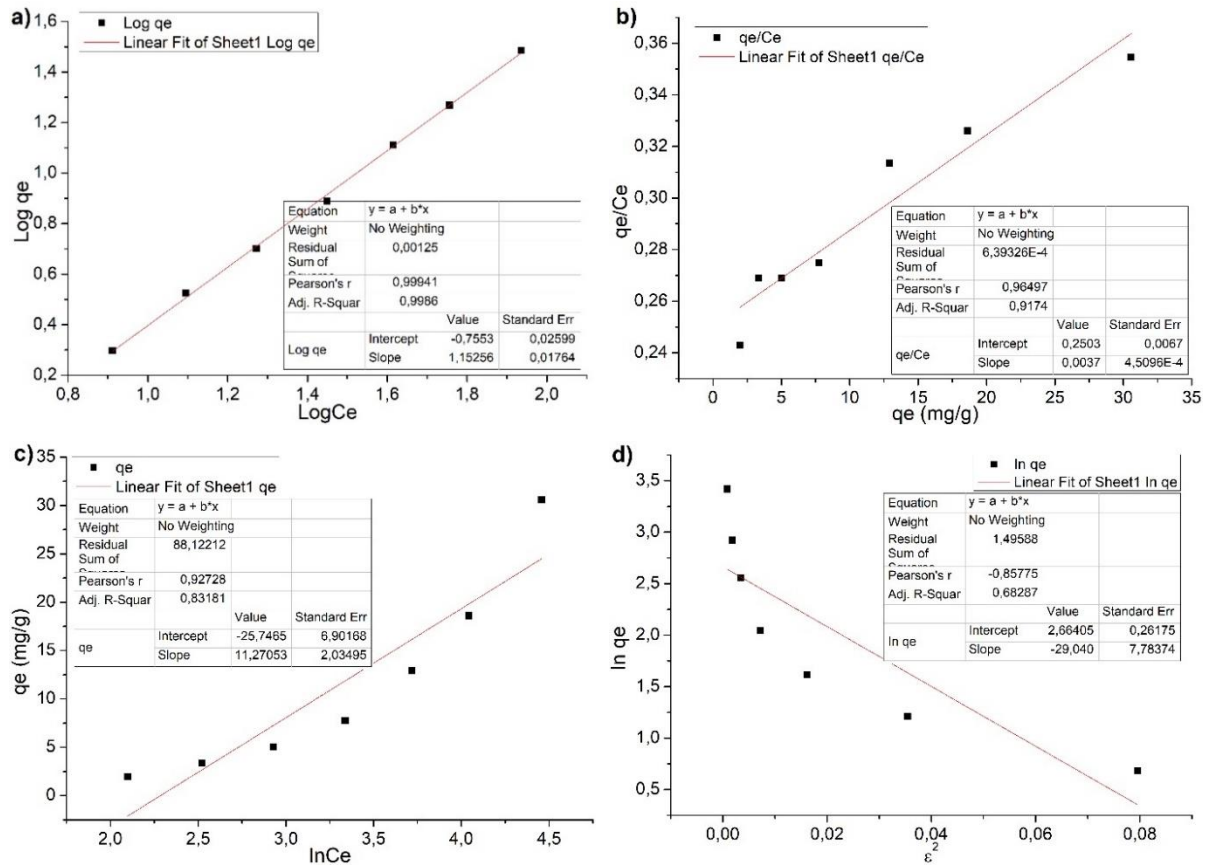 a)
Log qe
Linear Fit of Sheet1 Log qe
1,6
1,4
1,2
1,0
0,8
0,6
0,4
0,2
Log qe
Equation y = a + b*x
Weight No Weighting
Residual 0,00125
Sum of
Pearson's r 0,99941
Adj. R-Squar 0,9986
Value Standard Err
Log qe Intercept -0,7553 0,02599
Slope 1,15256 0,01764
0,8 1,0 1,2 1,4 1,6 1,8 2,0
LogCe
b)
qe/Ce
Linear Fit of Sheet1 qe/Ce
0,36
0,34
0,32
0,30
0,28
0,26
0,24
qe/Ce
Equation y = a + b*x
Weight No Weighting
Residual 6,39326E-4
Sum of
Pearson's r 0,96497
Adj. R-Squar 0,9174
Value Standard Err
qe/Ce Intercept 0,2503 0,0067
Slope 0,0037 4,5096E-4
0 5 10 15 20 25 30 35
qe (mg/g)
c)
qe
Linear Fit of Sheet1 qe
35
30
25
20
15
10
5
0
qe (mg/g)
Equation y = a + b*x
Weight No Weighting
Residual 88,12212
Sum of
Pearson's r 0,92728
Adj. R-Squar 0,83181
Value Standard Err
qe Intercept -25,7465 6,90168
Slope 11,27053 2,03495
2,0 2,5 3,0 3,5 4,0 4,5
lnCe
d)
ln qe
Linear Fit of Sheet1 ln qe
3,5
3,0
2,5
2,0
1,5
1,0
0,5
ln qe
Equation y = a + b*x
Weight No Weighting
Residual 1,49588
Sum of
Pearson's r -0,85775
Adj. R-Squar 0,68287
Value Standard Err
ln qe Intercept 2,66405 0,26175
Slope -29,040 7,78374
0,00 0,02 0,04 0,06 0,08
ε²